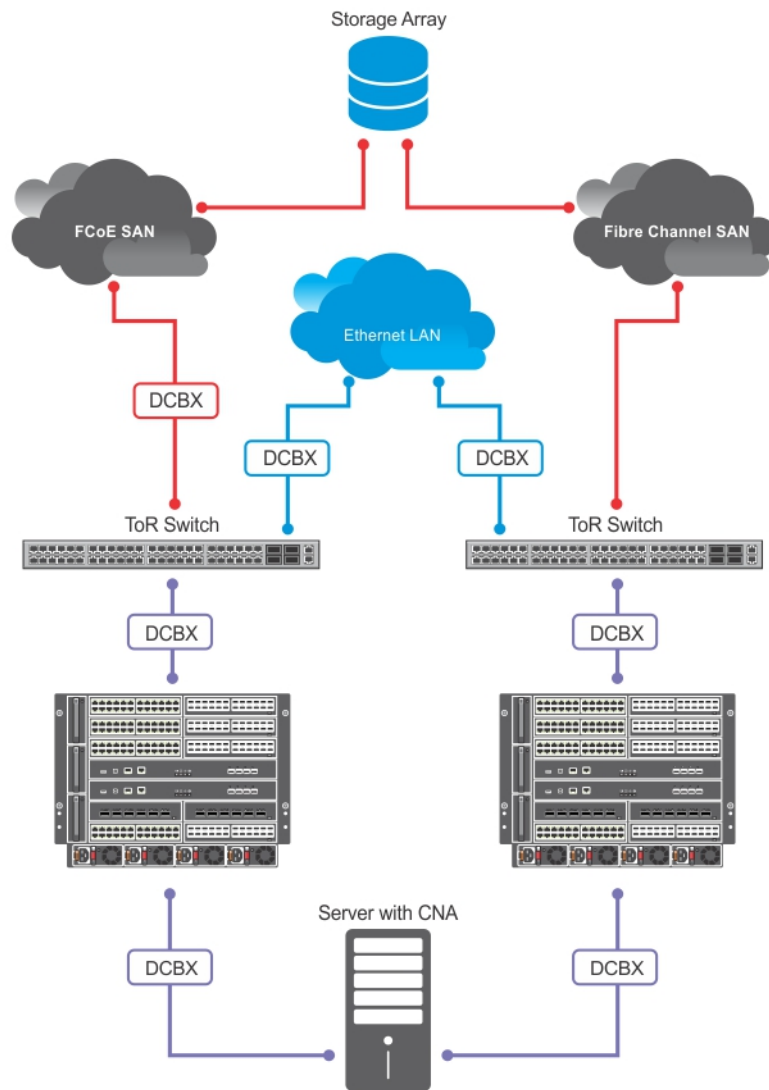 Storage Array
FCoE SAN
Fibre Channel SAN
Ethernet LAN
DCBX
DCBX
DCBX
ToR Switch
ToR Switch
DCBX
DCBX
Server with CNA
DCBX
DCBX